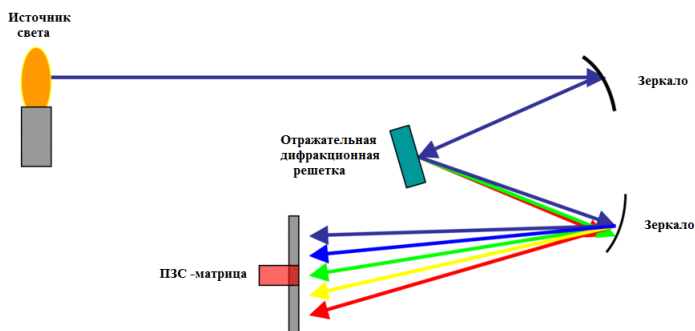 Источник
света
Зеркало
Отражательная
дифракционная
решетка
Зеркало
ПЗС -матрица